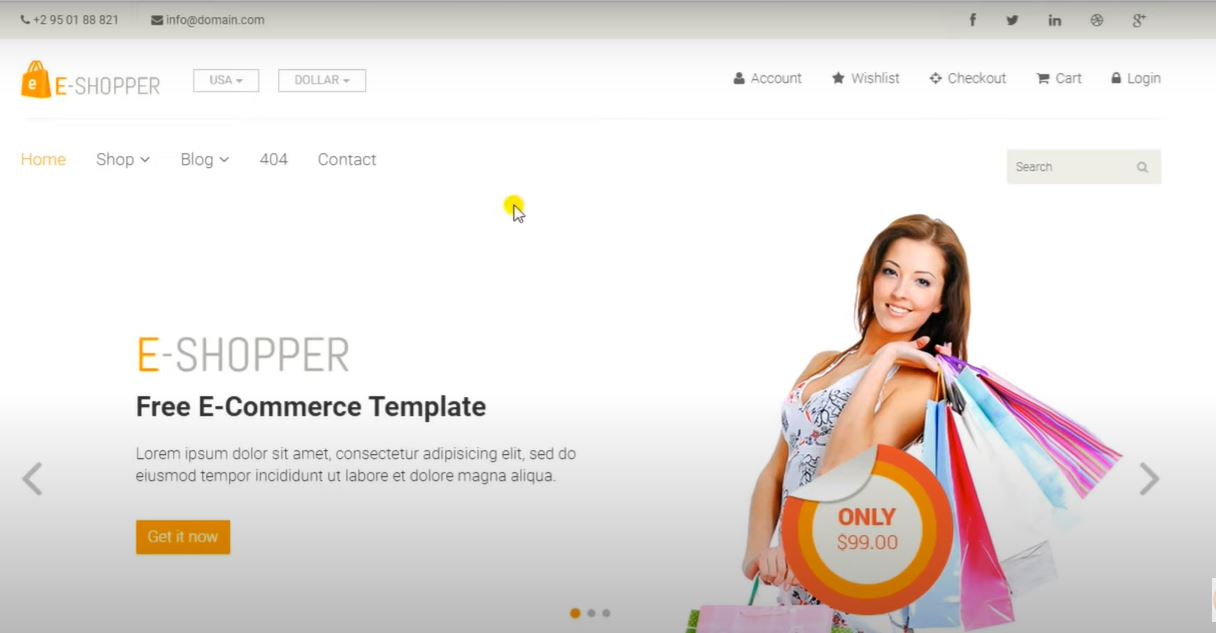 +2 95 01 88 821 info@domain.com
e E-SHOPPER USA DOLLAR Account Wishlist Checkout Cart Login
Home Shop Blog 404 Contact Search
E-SHOPPER
Free E-Commerce Template
Lorem ipsum dolor sit amet, consectetur adipisicing elit, sed do
eiusmod tempor incididunt ut labore et dolore magna aliqua.
Get it now
ONLY
$99.00